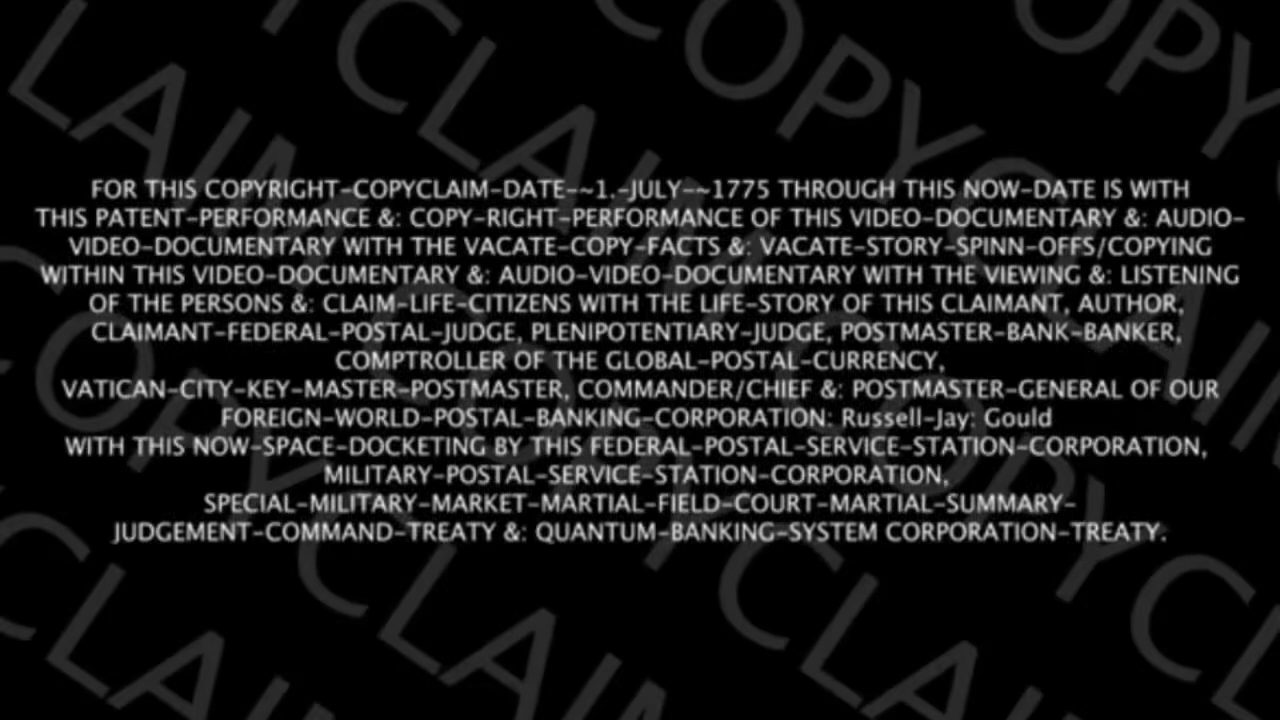 FOR THIS COPYRIGHT-COPYCLAIM-DATE-~1.-JULY-~1775 THROUGH THIS NOW-DATE IS WITH
THIS PATENT-PERFORMANCE &: COPY-RIGHT-PERFORMANCE OF THIS VIDEO-DOCUMENTARY &: AUDIO-
VIDEO-DOCUMENTARY WITH THE VACATE-COPY-FACTS &: VACATE-STORY-SPINN-OFFS/COPYING
WITHIN THIS VIDEO-DOCUMENTARY &: AUDIO-VIDEO-DOCUMENTARY WITH THE VIEWING &: LISTENING
OF THE PERSONS &: CLAIM-LIFE-CITIZENS WITH THE LIFE-STORY OF THIS CLAIMANT, AUTHOR,
CLAIMANT-FEDERAL-POSTAL-JUDGE, PLENIPOTENTIARY-JUDGE, POSTMASTER-BANK-BANKER,
COMPTROLLER OF THE GLOBAL-POSTAL-CURRENCY,
VATICAN-CITY-KEY-MASTER-POSTMASTER, COMMANDER/CHIEF &: POSTMASTER-GENERAL OF OUR
FOREIGN-WORLD-POSTAL-BANKING-CORPORATION: Russell-Jay: Gould
WITH THIS NOW-SPACE-DOCKETING BY THIS FEDERAL-POSTAL-SERVICE-STATION-CORPORATION,
MILITARY-POSTAL-SERVICE-STATION-CORPORATION,
SPECIAL-MILITARY-MARKET-MARTIAL-FIELD-COURT-MARTIAL-SUMMARY-
JUDGEMENT-COMMAND-TREATY &: QUANTUM-BANKING-SYSTEM CORPORATION-TREATY.